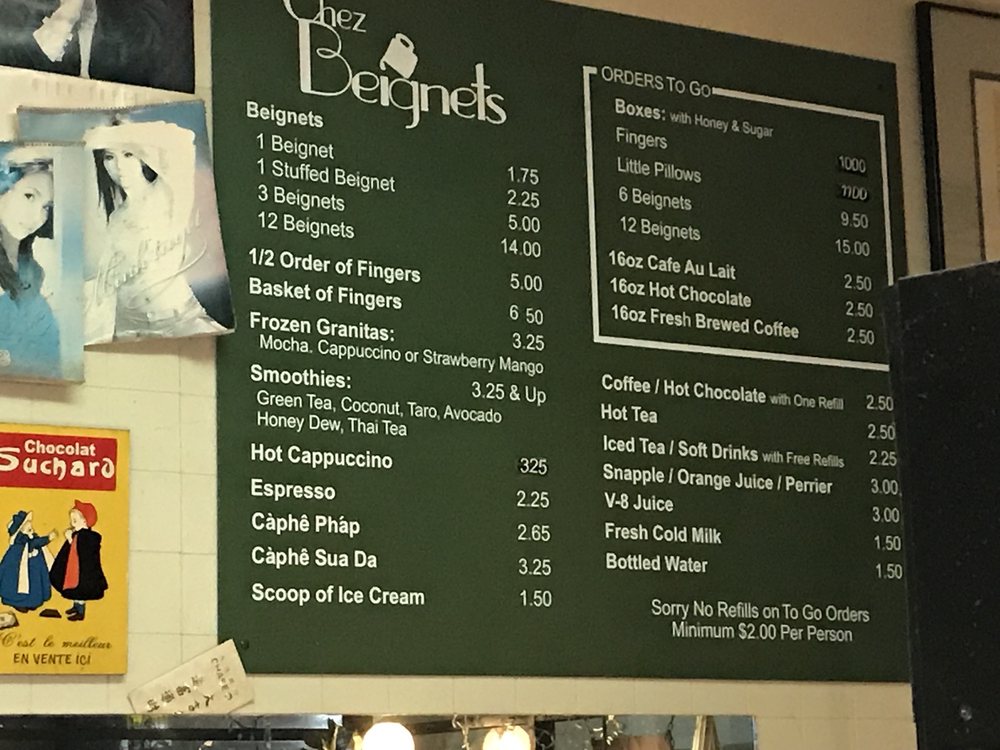 Chez
Beignets
Beignets
1 Beignet 1.75
1 Stuffed Beignet 2.25
3 Beignets 5.00
12 Beignets 14.00
1/2 Order of Fingers 5.00
Basket of Fingers 6 50
Frozen Granitas: 3.25
Mocha, Cappuccino or Strawberry Mango
Smoothies: 3.25 & Up
Green Tea, Coconut, Taro, Avocado
Honey Dew, Thai Tea
Hot Cappuccino 325
Espresso 2.25
Càphê Pháp 2.65
Càphê Sua Da 3.25
Scoop of Ice Cream 1.50
ORDERS TO GO
Boxes: with Honey & Sugar
Fingers 1000
Little Pillows 1100
6 Beignets 9.50
12 Beignets 15.00
16oz Cafe Au Lait 2.50
16oz Hot Chocolate 2.50
16oz Fresh Brewed Coffee 2.50
Coffee / Hot Chocolate with One Refill 2.50
Hot Tea 2.50
Iced Tea / Soft Drinks with Free Refills 2.25
Snapple / Orange Juice / Perrier 3.00
V-8 Juice 3.00
Fresh Cold Milk 1.50
Bottled Water 1.50
Sorry No Refills on To Go Orders
Minimum $2.00 Per Person
Chocolat
Suchard
C'est le meilleur
EN VENTE IÇI